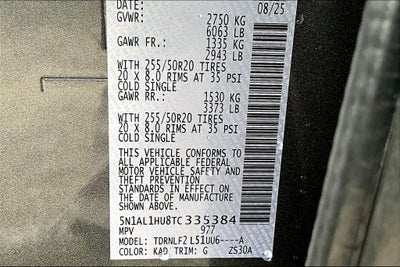 DATE: 08/25
GVWR: 2750 KG
6063 LB
GAWR FR.: 1335 KG
2943 LB
WITH 255/50R20 TIRES
20 X 8.0 RIMS AT 35 PSI
COLD SINGLE
GAWR RR.: 1530 KG
3373 LB
WITH 255/50R20 TIRES
20 X 8.0 RIMS AT 35 PSI
COLD SINGLE
THIS VEHICLE CONFORMS TO
ALL APPLICABLE FEDERAL
MOTOR VEHICLE SAFETY AND
THEFT PREVENTION
STANDARDS IN EFFECT ON
THE DATE OF MANUFACTURE
SHOWN ABOVE
5N1AL1HU8TC335384
MPV 977
MODEL: TDRNLF2L51UU6----A
COLOR: KAD TRIM: G ZS30A